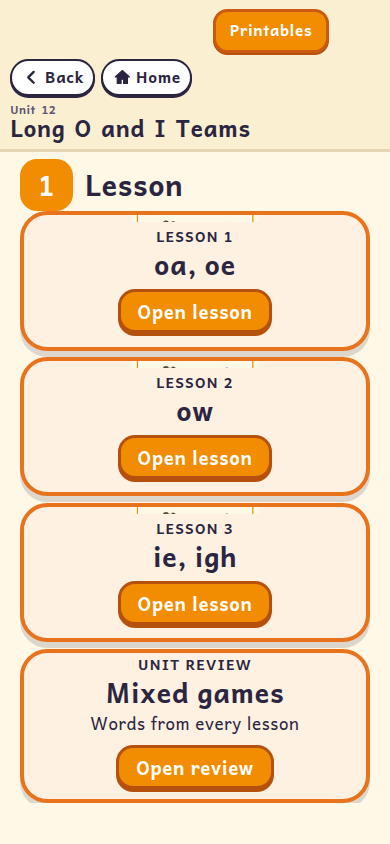 Printables
Back Home
Unit 12
Long O and I Teams
1 Lesson
LESSON 1
oa, oe
Open lesson
LESSON 2
ow
Open lesson
LESSON 3
ie, igh
Open lesson
UNIT REVIEW
Mixed games
Words from every lesson
Open review